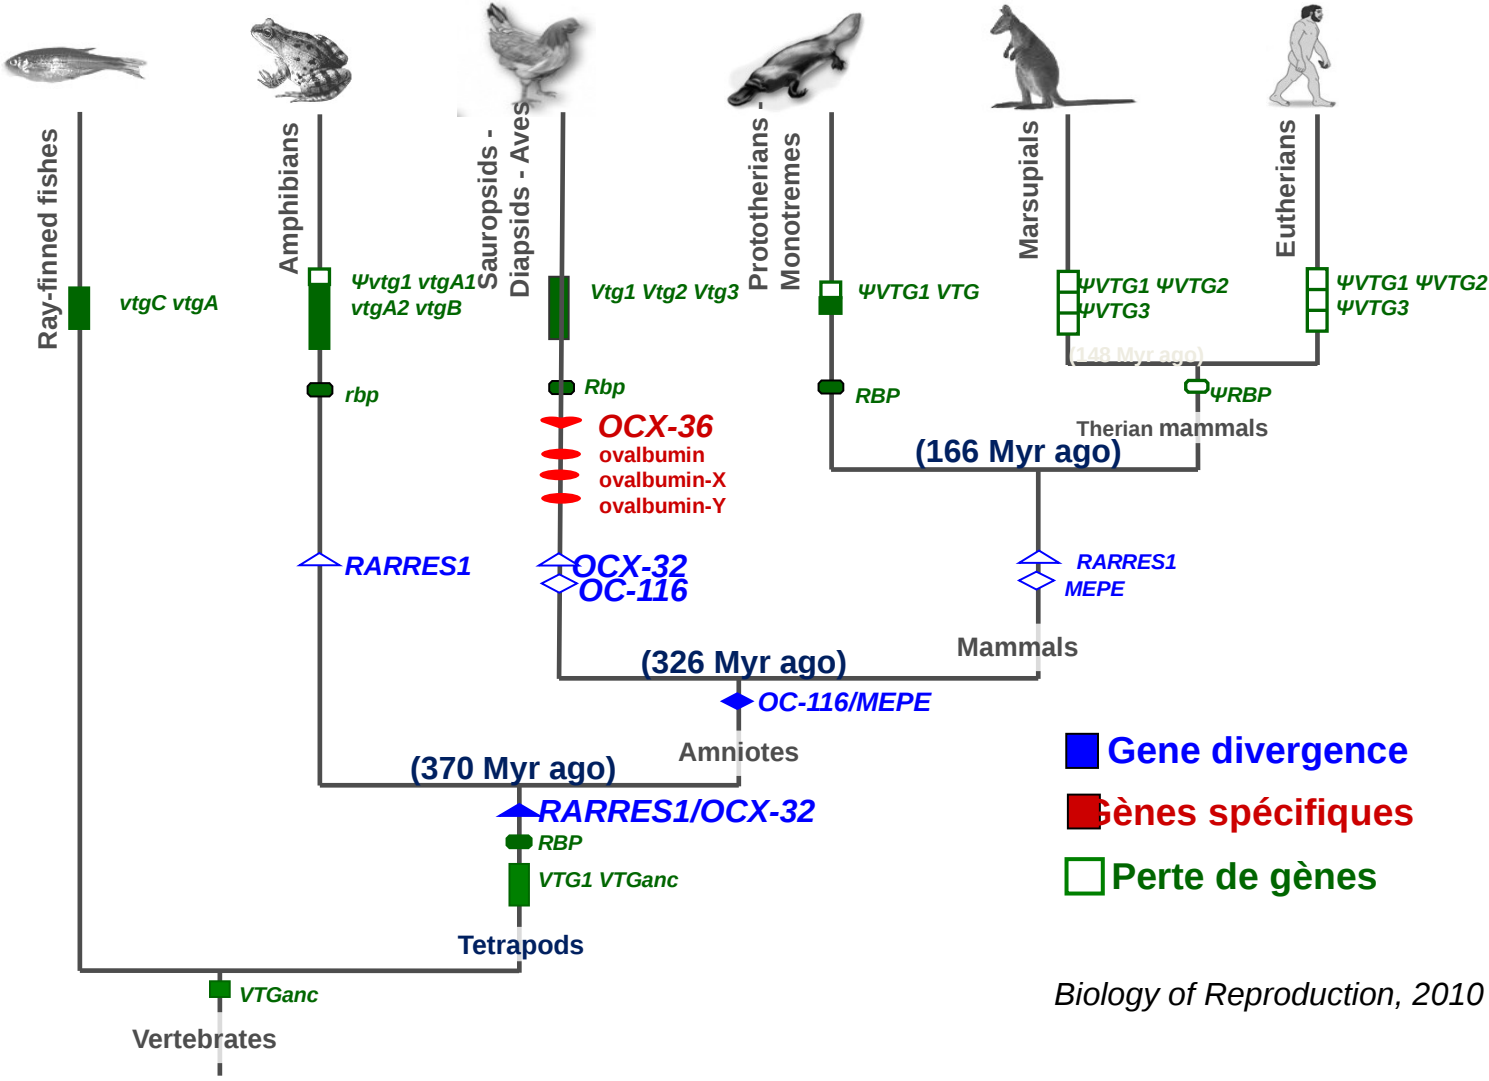 Ray-finned fishes
Amphibians
Sauropsids -
Diapsids - Aves
Prototherians -
Monotremes
Marsupials
Eutherians
vtgC vtgA
Ψvtg1 vtgA1
vtgA2 vtgB
Vtg1 Vtg2 Vtg3
ΨVTG1 VTG
ΨVTG1 ΨVTG2
ΨVTG3
ΨVTG1 ΨVTG2
ΨVTG3
(148 Myr ago)
rbp
Rbp
RBP
ΨRBP
OCX-36
ovalbumin
ovalbumin-X
ovalbumin-Y
Therian mammals
(166 Myr ago)
RARRES1
OCX-32
OC-116
RARRES1
MEPE
Mammals
(326 Myr ago)
OC-116/MEPE
Amniotes
(370 Myr ago)
RARRES1/OCX-32
RBP
VTG1 VTGanc
Tetrapods
VTGanc
Vertebrates
Gene divergence
Gènes spécifiques
Perte de gènes
Biology of Reproduction, 2010